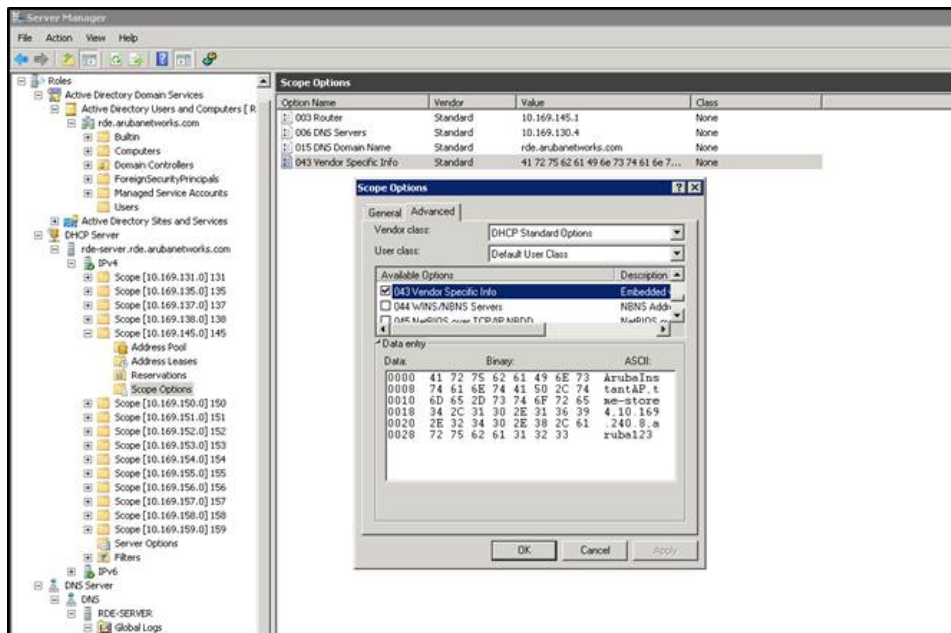 Server Manager
File Action View Help
Roles
Active Directory Domain Services
Active Directory Users and Computers [ R
rde.arubanetworks.com
Builtin
Computers
Domain Controllers
ForeignSecurityPrincipals
Managed Service Accounts
Users
Active Directory Sites and Services
DHCP Server
rde-server.rde.arubanetworks.com
IPv4
Scope [10.169.131.0] 131
Scope [10.169.135.0] 135
Scope [10.169.137.0] 137
Scope [10.169.138.0] 138
Scope [10.169.145.0] 145
Address Pool
Address Leases
Reservations
Scope Options
Scope [10.169.150.0] 150
Scope [10.169.151.0] 151
Scope [10.169.152.0] 152
Scope [10.169.153.0] 153
Scope [10.169.154.0] 154
Scope [10.169.155.0] 155
Scope [10.169.156.0] 156
Scope [10.169.157.0] 157
Scope [10.169.158.0] 158
Scope [10.169.159.0] 159
Server Options
Filters
IPv6
DNS Server
DNS
RDE-SERVER
Global Logs
Scope Options
Option Name Vendor Value Class
003 Router Standard 10.169.145.1 None
006 DNS Servers Standard 10.169.130.4 None
015 DNS Domain Name Standard rde.arubanetworks.com None
043 Vendor Specific Info Standard 41 72 75 62 61 49 6e 73 74 61 6e 7... None
Scope Options
General Advanced
Vendor class: DHCP Standard Options
User class: Default User Class
Available Options Description
043 Vendor Specific Info Embedded
044 WINS/NBNS Servers NBNS Addr
045 NetBIOS over TCP/IP NBDD NetBIOS
Data entry
Data: Binary: ASCII:
0000 41 72 75 62 61 49 6E 73 ArubaIns
0008 74 61 6E 74 41 50 2C 74 tantAP,t
0010 6D 65 2D 73 74 6F 72 65 me-store
0018 34 2C 31 30 2E 31 36 39 4,10.169
0020 2E 32 34 30 2E 38 2C 61 .240.8,a
0028 72 75 62 61 31 32 33 ruba123
OK Cancel Apply